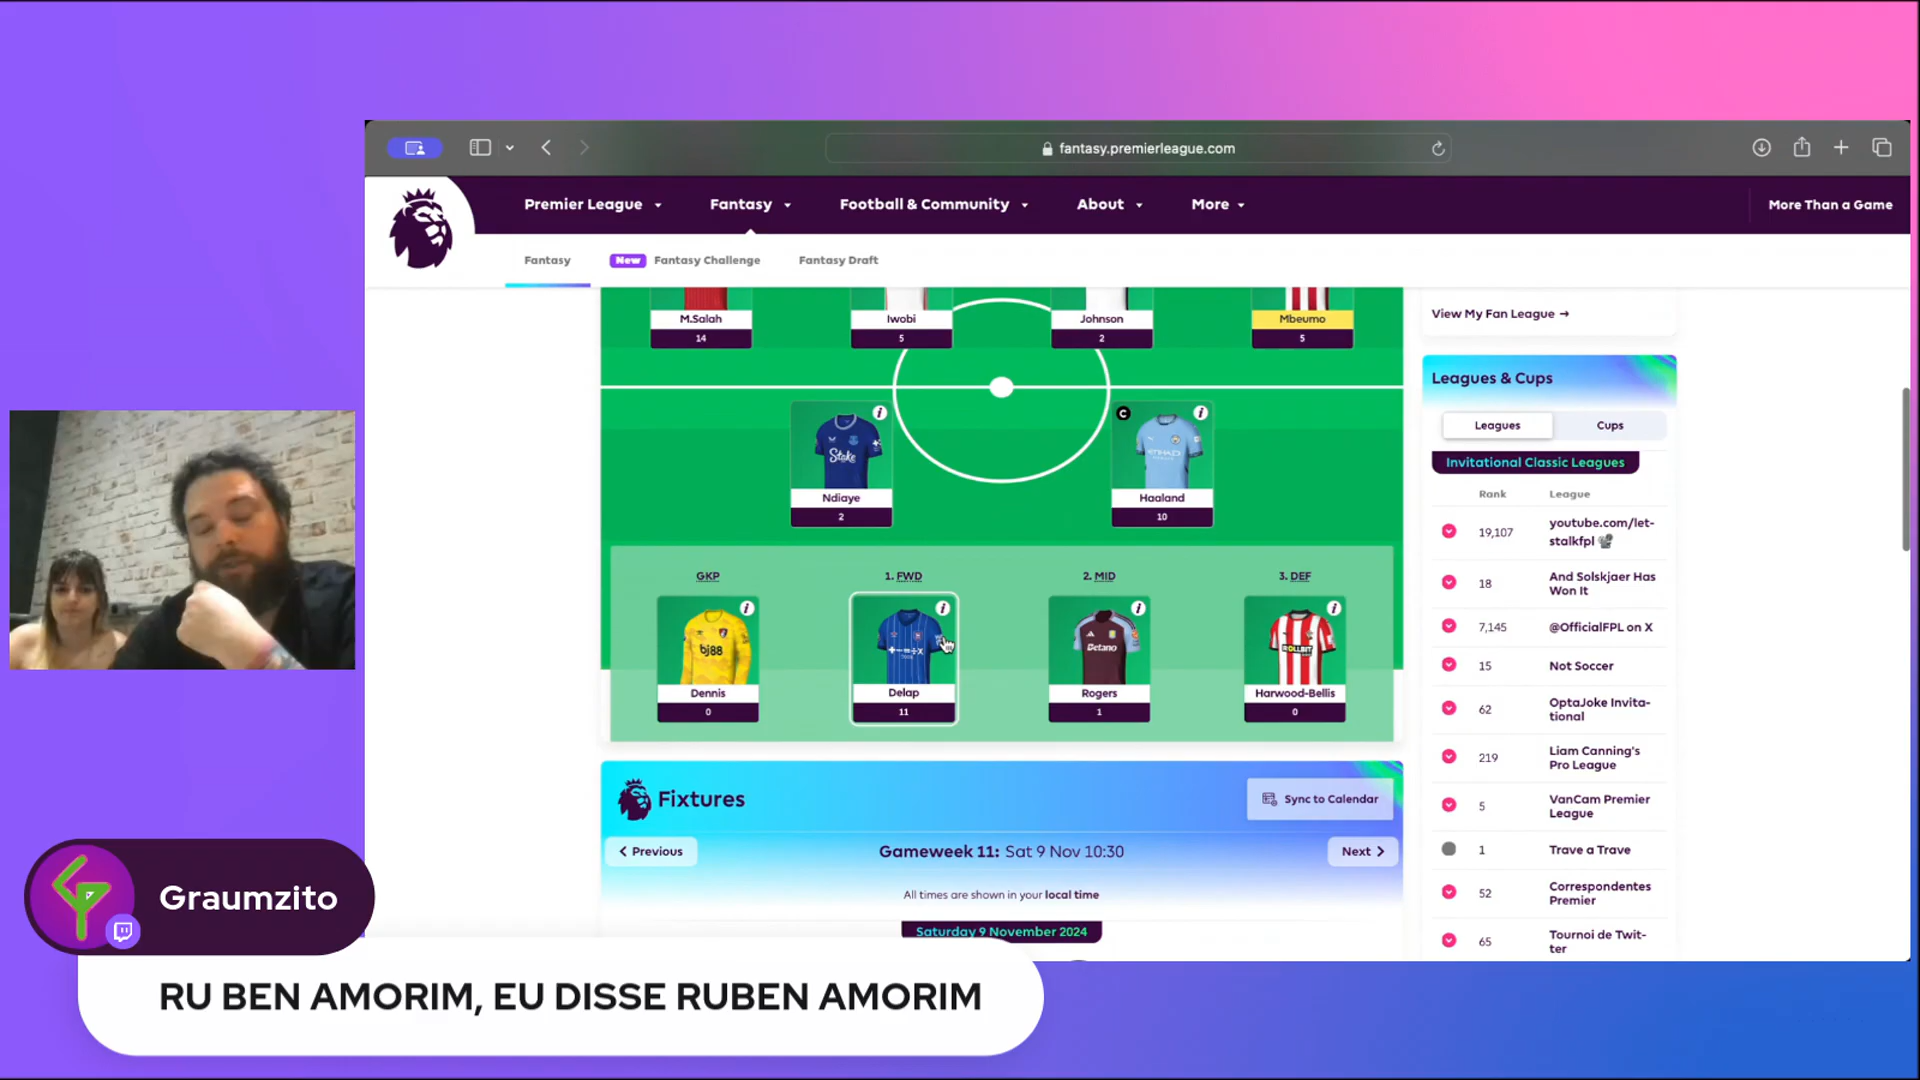 fantasy.premierleague.com
Premier League
Fantasy
Football & Community
About
More
More Than a Game
Fantasy
New
Fantasy Challenge
Fantasy Draft
M.Salah
14
Iwobi
5
Johnson
2
Mbeumo
5
View My Fan League →
Leagues & Cups
Leagues
Cups
Invitational Classic Leagues
Rank
League
19,107
youtube.com/let-
stalkfpl
18
And Solskjaer Has
Won It
7,145
@OfficialFPL on X
15
Not Soccer
62
OptaJoke Invita-
tional
219
Liam Canning's
Pro League
5
VanCam Premier
League
1
Trave a Trave
52
Correspondentes
Premier
65
Tournoi de Twit-
ter
Stake
i
Ndiaye
2
C
i
ETIHAD
Haaland
10
GKP
1. FWD
2. MID
3. DEF
i
bj88
Dennis
0
i
Delap
11
i
Betano
Rogers
1
i
ROLLBIT
Harwood-Bellis
0
Fixtures
Sync to Calendar
Previous
Gameweek 11: Sat 9 Nov 10:30
Next
All times are shown in your local time
Saturday 9 November 2024
Graumzito
RU BEN AMORIM, EU DISSE RUBEN AMORIM